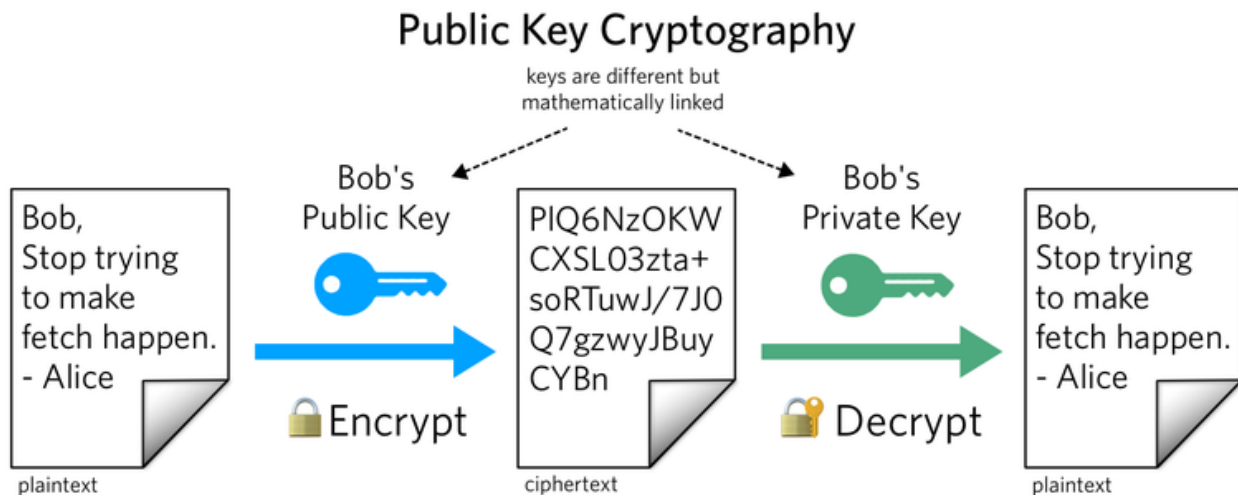 Public Key Cryptography
keys are different but
mathematically linked
Bob,
Stop trying
to make
fetch happen.
- Alice
plaintext
Bob's
Public Key
Encrypt
PlQ6NzOKW
CXSL03zta+
soRTuwJ/7J0
Q7gzwyJBuy
CYBn
ciphertext
Bob's
Private Key
Decrypt
Bob,
Stop trying
to make
fetch happen.
- Alice
plaintext